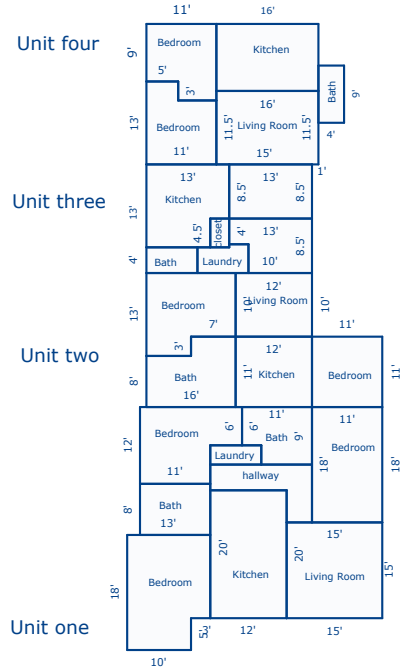 11'
16'
Unit four
Bedroom
Kitchen
9'
5'
3'
Bath
9'
16'
13'
Bedroom
11.5'
Living Room
11.5'
4'
11'
15'
1'
13'
13'
Kitchen
8.5'
8.5'
Unit three
13'
4.5'
closet
4'
13'
8.5'
4'
Bath
Laundry
10'
12'
Bedroom
10'
Living Room
10'
13'
7'
11'
3'
12'
Unit two
Bath
11'
Kitchen
Bedroom
11'
8'
16'
11'
11'
12'
Bedroom
6'
6'
Bath
9'
Bedroom
Laundry
11'
hallway
18'
18'
8'
Bath
13'
15'
20'
20'
18'
Bedroom
Kitchen
Living Room
15'
Unit one
5'
3'
12'
15'
10'